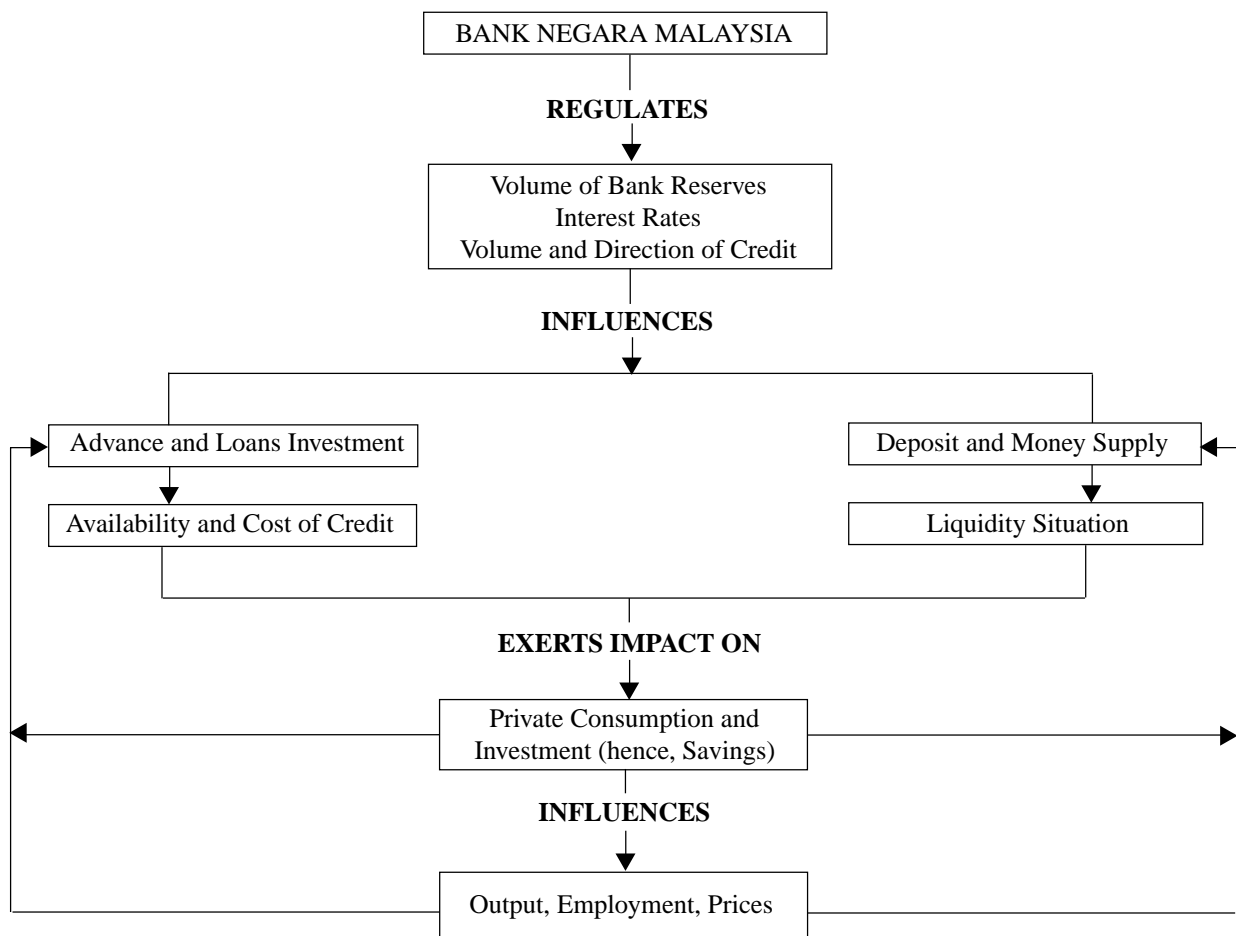 BANK NEGARA MALAYSIA
REGULATES
Volume of Bank Reserves
Interest Rates
Volume and Direction of Credit
INFLUENCES
Advance and Loans Investment
Deposit and Money Supply
Availability and Cost of Credit
Liquidity Situation
EXERTS IMPACT ON
Private Consumption and
Investment (hence, Savings)
INFLUENCES
Output, Employment, Prices